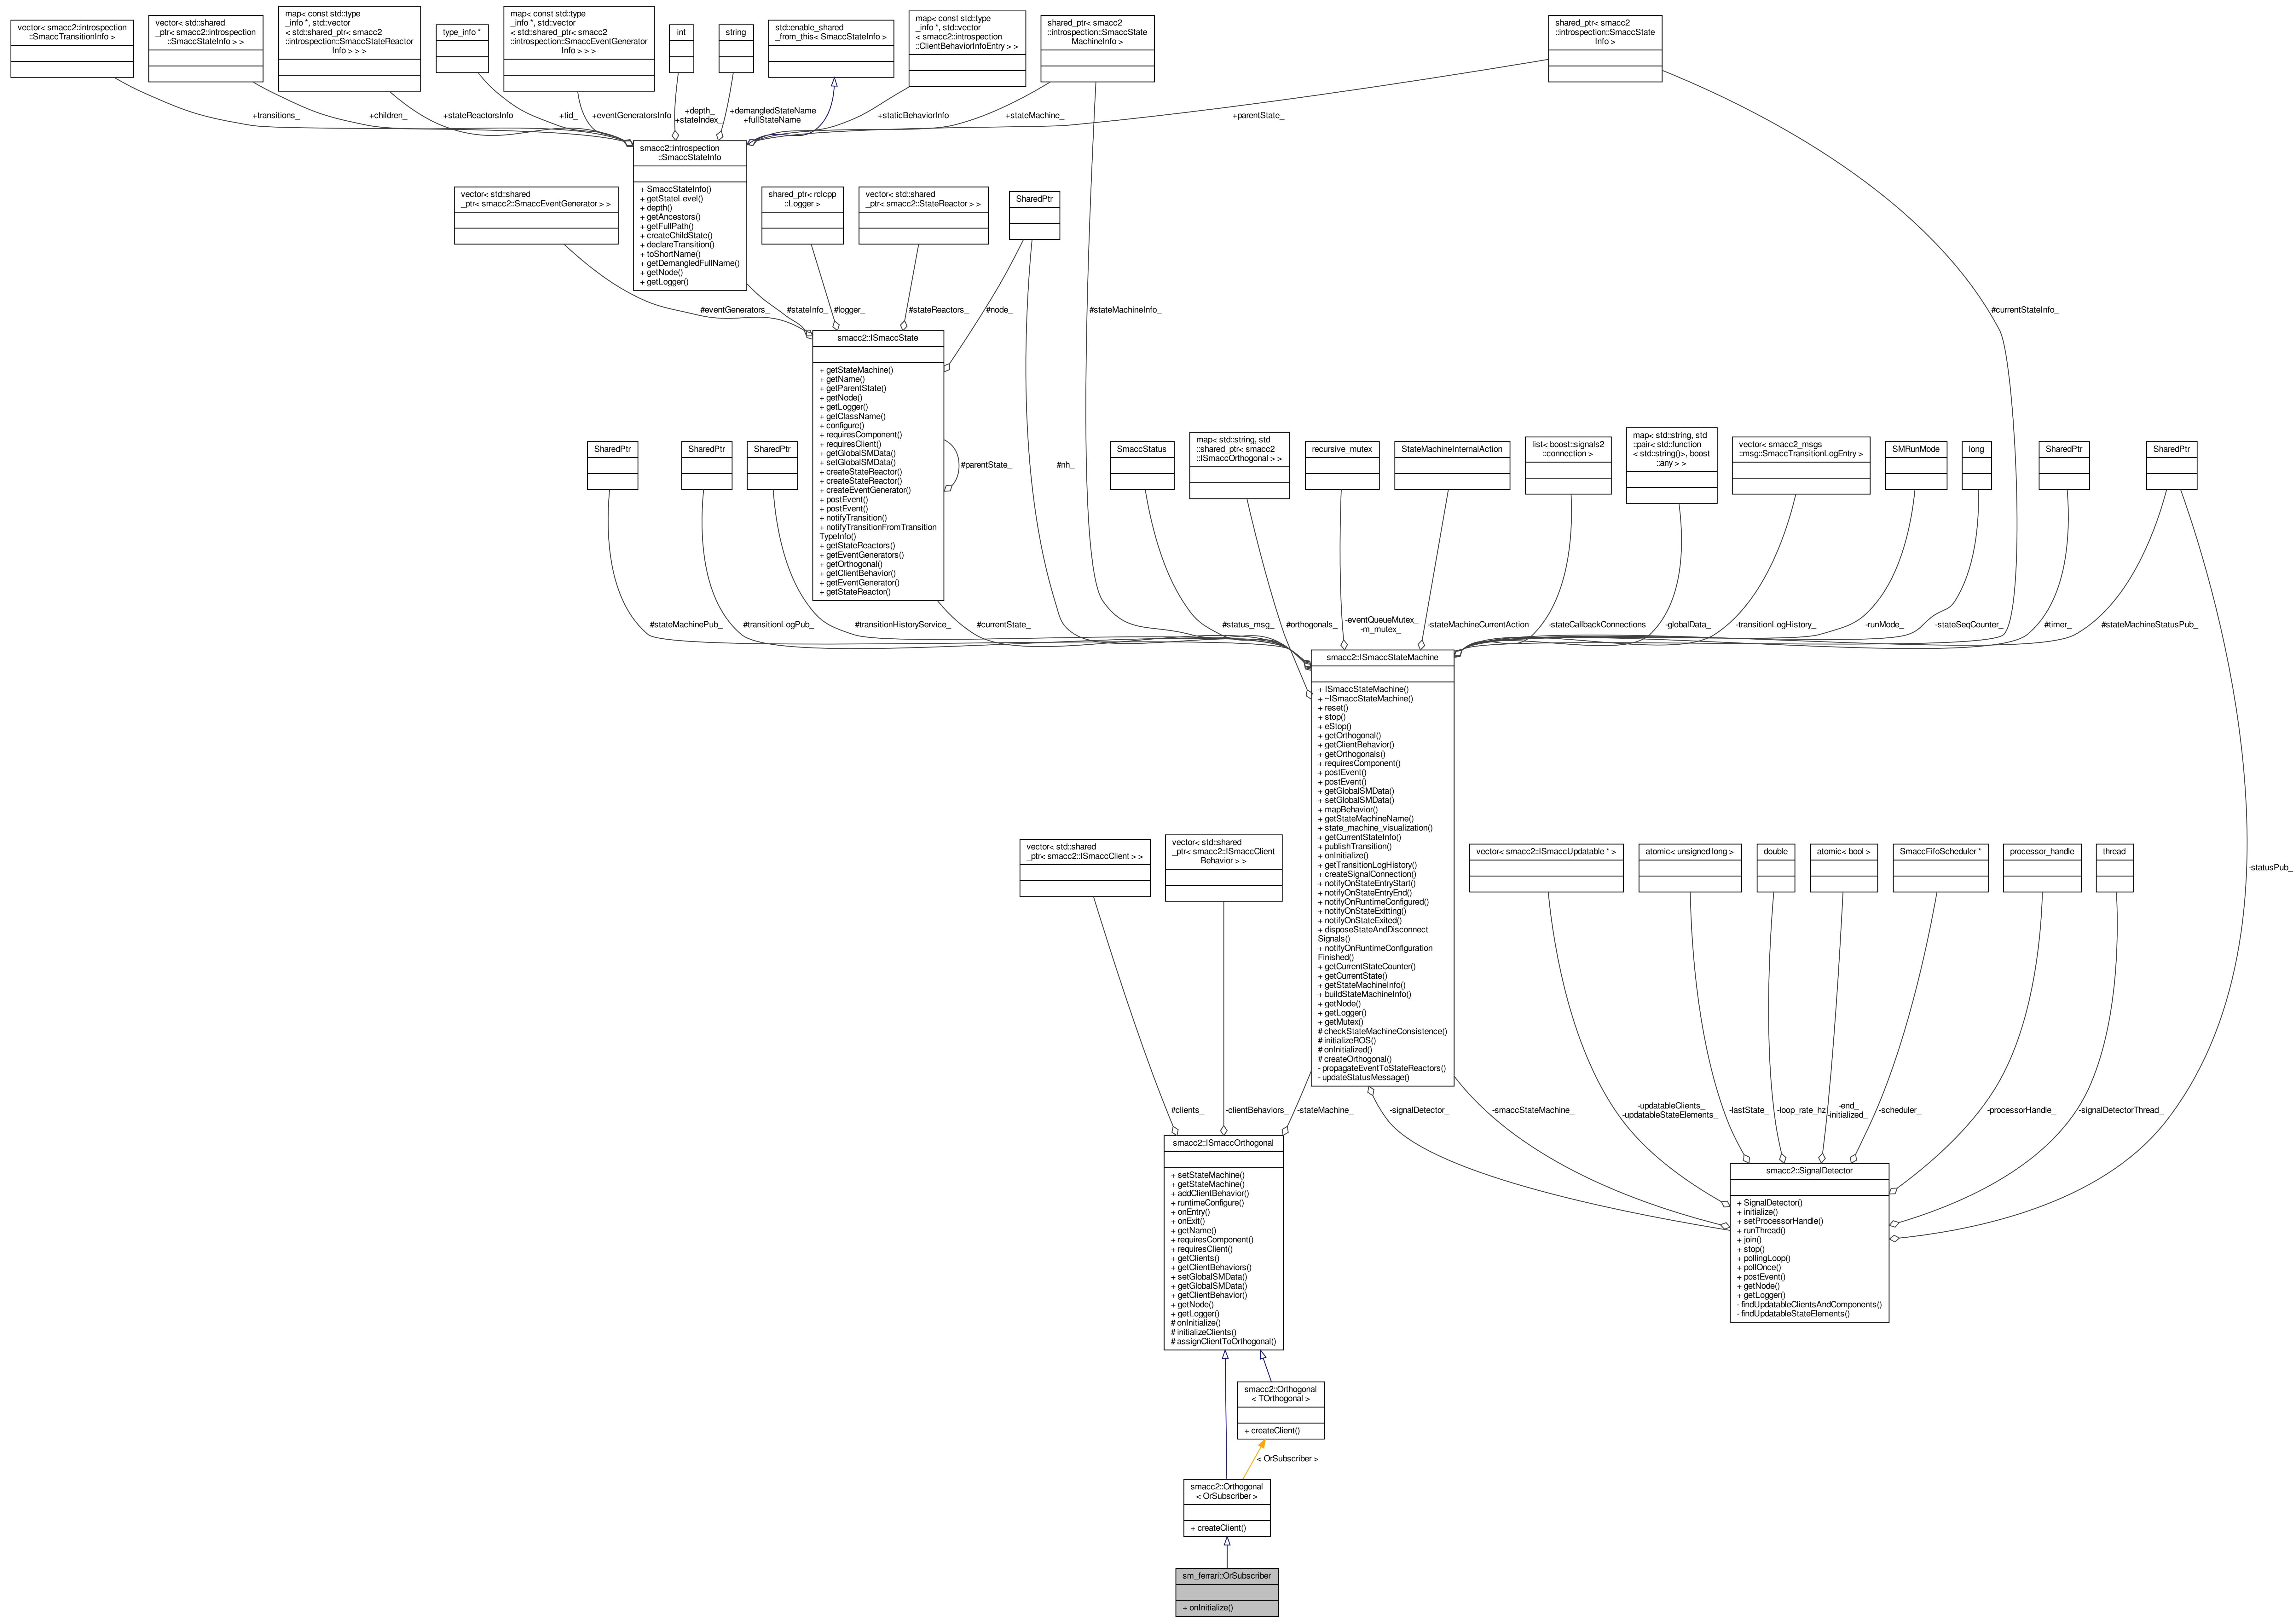 vector< smacc2::introspection
::SmaccTransitionInfo >
vector< std::shared
_ptr< smacc2::introspection
::SmaccStateInfo > >
map< const std::type
_info *, std::vector
< std::shared_ptr< smacc2
::introspection::SmaccStateReactor
Info > > >
type_info *
map< const std::type
_info *, std::vector
< std::shared_ptr< smacc2
::introspection::SmaccEventGenerator
Info > > >
int
string
std::enable_shared
_from_this< SmaccStateInfo >
map< const std::type
_info *, std::vector
< smacc2::introspection
::ClientBehaviorInfoEntry > >
shared_ptr< smacc2
::introspection::SmaccState
MachineInfo >
shared_ptr< smacc2
::introspection::SmaccState
Info >
+transitions_
+children_
+stateReactorsInfo
+tid_
+eventGeneratorsInfo
+depth_
+stateIndex_
+demangledStateName
+fullStateName
+staticBehaviorInfo
+stateMachine_
+parentState_
smacc2::introspection
::SmaccStateInfo
+ SmaccStateInfo()
+ getStateLevel()
+ depth()
+ getAncestors()
+ getFullPath()
+ createChildState()
+ declareTransition()
+ toShortName()
+ getDemangledFullName()
+ getNode()
+ getLogger()
vector< std::shared
_ptr< smacc2::SmaccEventGenerator > >
shared_ptr< rclcpp
::Logger >
vector< std::shared
_ptr< smacc2::StateReactor > >
SharedPtr
#eventGenerators_
#stateInfo_
#logger_
#stateReactors_
#node_
#stateMachineInfo_
#currentStateInfo_
smacc2::ISmaccState
+ getStateMachine()
+ getName()
+ getParentState()
+ getNode()
+ getLogger()
+ getClassName()
+ configure()
+ requiresComponent()
+ requiresClient()
+ getGlobalSMData()
+ setGlobalSMData()
+ createStateReactor()
+ createStateReactor()
+ createEventGenerator()
+ postEvent()
+ postEvent()
+ notifyTransition()
+ notifyTransitionFromTransition
TypeInfo()
+ getStateReactors()
+ getEventGenerators()
+ getOrthogonal()
+ getClientBehavior()
+ getEventGenerator()
+ getStateReactor()
#parentState_
#nh_
SharedPtr
SharedPtr
SharedPtr
SmaccStatus
map< std::string, std
::shared_ptr< smacc2
::ISmaccOrthogonal > >
recursive_mutex
StateMachineInternalAction
list< boost::signals2
::connection >
map< std::string, std
::pair< std::function
< std::string()>, boost
::any > >
vector< smacc2_msgs
::msg::SmaccTransitionLogEntry >
SMRunMode
long
SharedPtr
SharedPtr
#stateMachinePub_
#transitionLogPub_
#transitionHistoryService_
#currentState_
#status_msg_
#orthogonals_
-eventQueueMutex_
-m_mutex_
-stateMachineCurrentAction
-stateCallbackConnections
-globalData_
-transitionLogHistory_
-runMode_
-stateSeqCounter_
#timer_
#stateMachineStatusPub_
smacc2::ISmaccStateMachine
+ ISmaccStateMachine()
+ ~ISmaccStateMachine()
+ reset()
+ stop()
+ eStop()
+ getOrthogonal()
+ getClientBehavior()
+ getOrthogonals()
+ requiresComponent()
+ postEvent()
+ postEvent()
+ getGlobalSMData()
+ setGlobalSMData()
+ mapBehavior()
+ getStateMachineName()
+ state_machine_visualization()
+ getCurrentStateInfo()
+ publishTransition()
+ onInitialize()
+ getTransitionLogHistory()
+ createSignalConnection()
+ notifyOnStateEntryStart()
+ notifyOnStateEntryEnd()
+ notifyOnRuntimeConfigured()
+ notifyOnStateExitting()
+ notifyOnStateExited()
+ disposeStateAndDisconnect
Signals()
+ notifyOnRuntimeConfiguration
Finished()
+ getCurrentStateCounter()
+ getCurrentState()
+ getStateMachineInfo()
+ buildStateMachineInfo()
+ getNode()
+ getLogger()
+ getMutex()
# checkStateMachineConsistence()
# initializeROS()
# onInitialized()
# createOrthogonal()
- propagateEventToStateReactors()
- updateStatusMessage()
vector< std::shared
_ptr< smacc2::ISmaccClient > >
vector< std::shared
_ptr< smacc2::ISmaccClient
Behavior > >
vector< smacc2::ISmaccUpdatable * >
atomic< unsigned long >
double
atomic< bool >
SmaccFifoScheduler *
processor_handle
thread
-statusPub_
#clients_
-clientBehaviors_
-stateMachine_
-signalDetector_
-smaccStateMachine_
-updatableClients_
-updatableStateElements_
-lastState_
-loop_rate_hz
-end_
-initialized_
-scheduler_
-processorHandle_
-signalDetectorThread_
smacc2::ISmaccOrthogonal
+ setStateMachine()
+ getStateMachine()
+ addClientBehavior()
+ runtimeConfigure()
+ onEntry()
+ onExit()
+ getName()
+ requiresComponent()
+ requiresClient()
+ getClients()
+ getClientBehaviors()
+ setGlobalSMData()
+ getGlobalSMData()
+ getClientBehavior()
+ getNode()
+ getLogger()
# onInitialize()
# initializeClients()
# assignClientToOrthogonal()
smacc2::SignalDetector
+ SignalDetector()
+ initialize()
+ setProcessorHandle()
+ runThread()
+ join()
+ stop()
+ pollingLoop()
+ pollOnce()
+ postEvent()
+ getNode()
+ getLogger()
- findUpdatableClientsAndComponents()
- findUpdatableStateElements()
smacc2::Orthogonal
< TOrthogonal >
+ createClient()
< OrSubscriber >
smacc2::Orthogonal
< OrSubscriber >
+ createClient()
sm_ferrari::OrSubscriber
+ onInitialize()